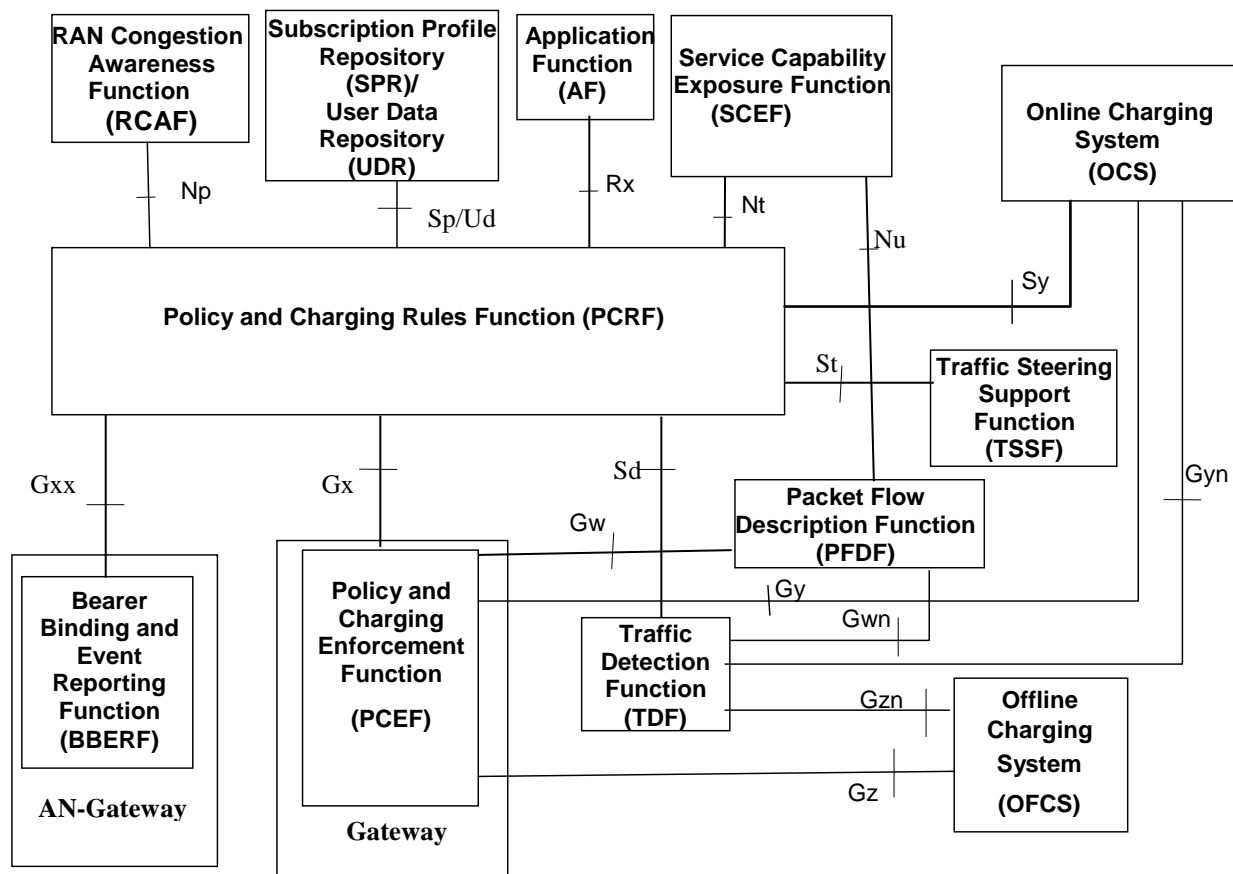 RAN Congestion
Awareness
Function
(RCAF)
Subscription Profile
Repository
(SPR)/
User Data
Repository
(UDR)
Application
Function
(AF)
Service Capability
Exposure Function
(SCEF)
Online Charging
System
(OCS)
Np
Sp/Ud
Rx
Nt
Nu
Sy
Policy and Charging Rules Function (PCRF)
St
Traffic Steering
Support
Function
(TSSF)
Gxx
Gx
Sd
Gyn
Packet Flow
Description Function
(PFDF)
Gw
Gy
Gwn
Bearer
Binding and
Event
Reporting
Function
(BBERF)
AN-Gateway
Policy and
Charging
Enforcement
Function
(PCEF)
Gateway
Traffic
Detection
Function
(TDF)
Gzn
Gz
Offline
Charging
System
(OFCS)